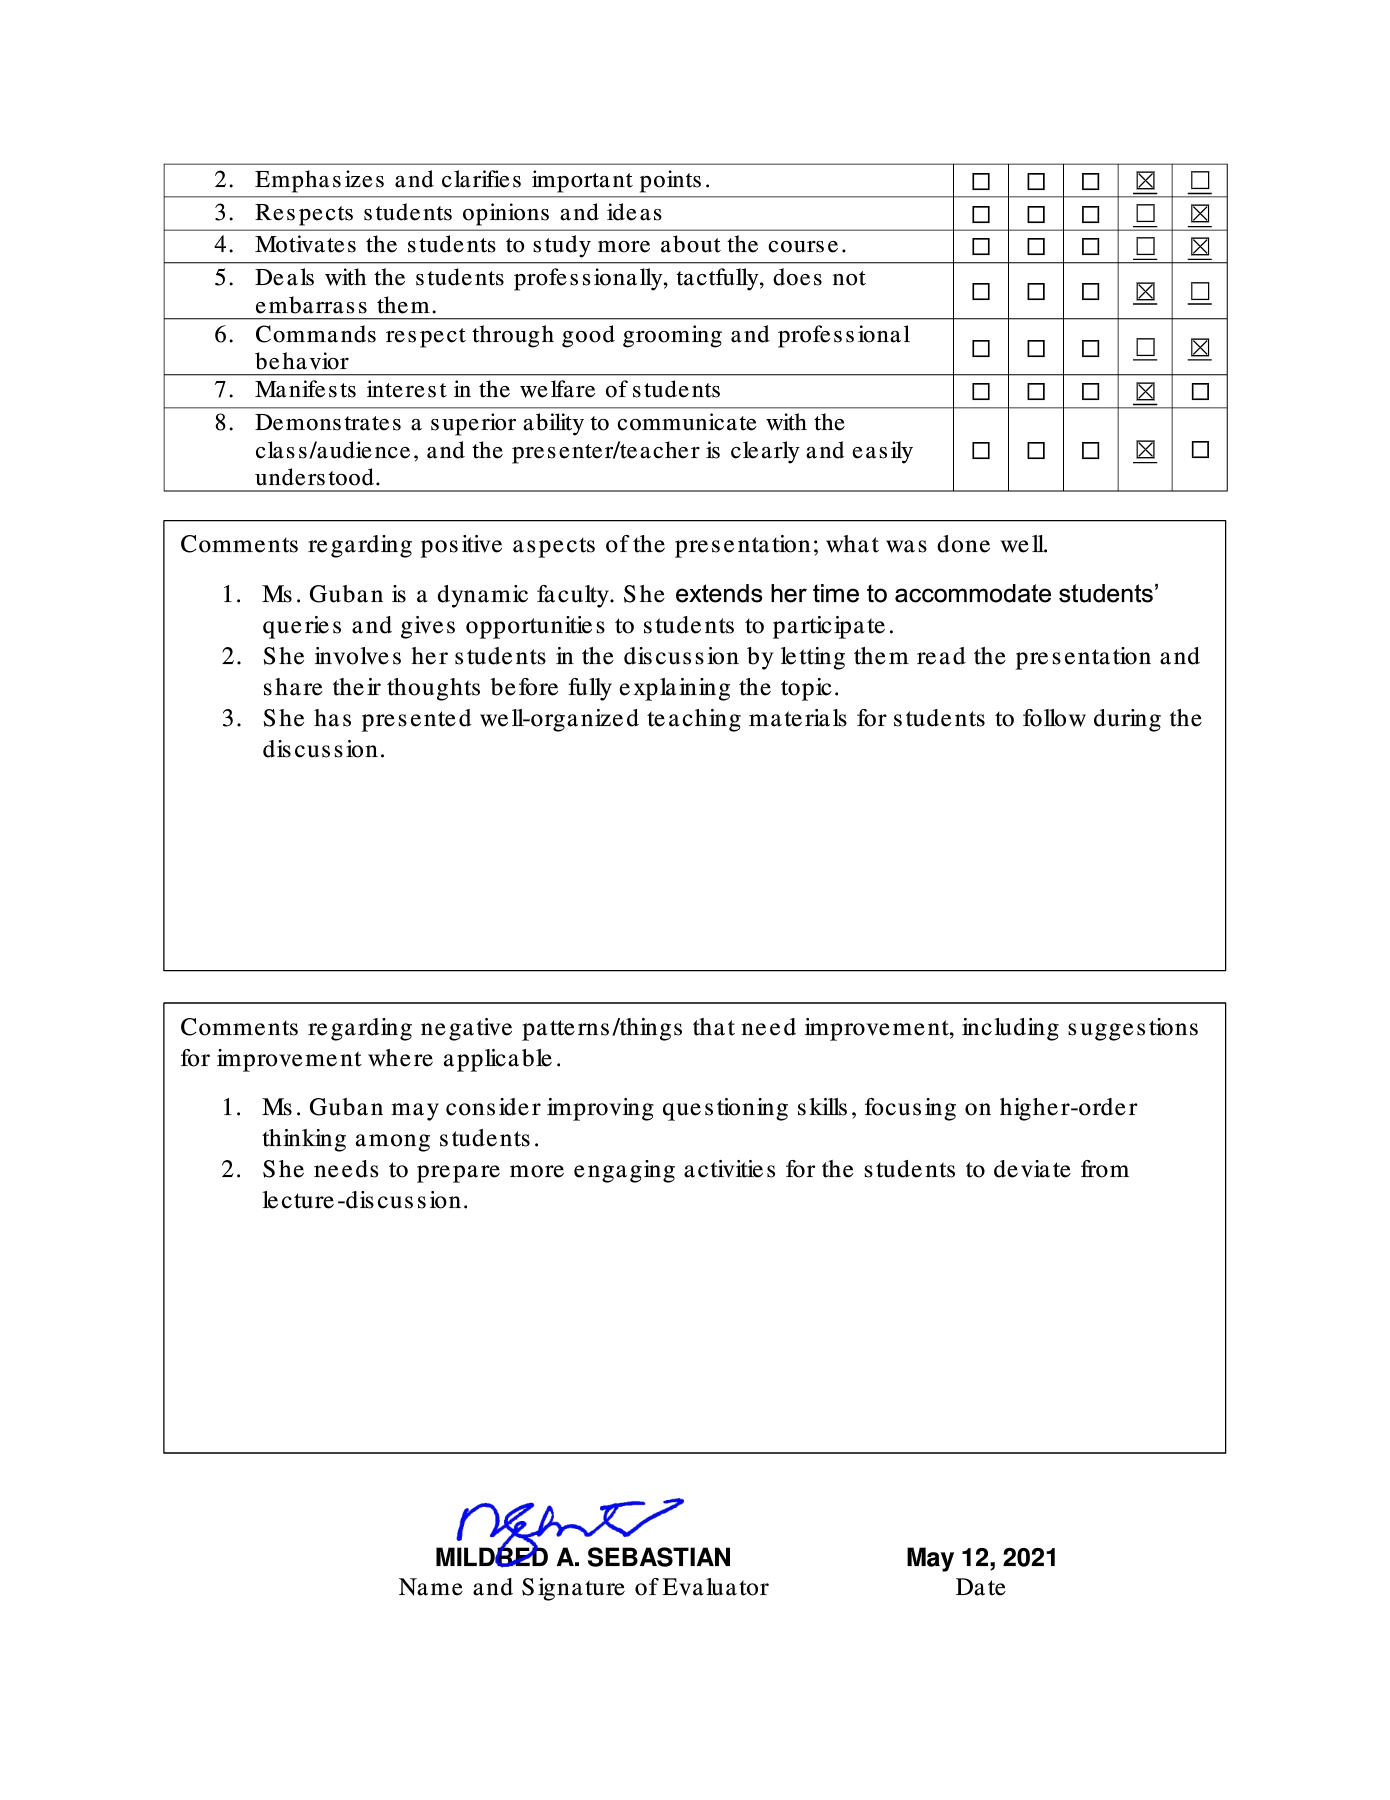 2. Emphasizes and clarifies important points. ☐ ☐ ☐ ☒ ☐
3. Respects students opinions and ideas ☐ ☐ ☐ ☐ ☒
4. Motivates the students to study more about the course. ☐ ☐ ☐ ☐ ☒
5. Deals with the students professionally, tactfully, does not
embarrass them. ☐ ☐ ☐ ☒ ☐
6. Commands respect through good grooming and professional
behavior ☐ ☐ ☐ ☐ ☒
7. Manifests interest in the welfare of students ☐ ☐ ☐ ☒ ☐
8. Demonstrates a superior ability to communicate with the
class/audience, and the presenter/teacher is clearly and easily
understood. ☐ ☐ ☐ ☒ ☐
Comments regarding positive aspects of the presentation; what was done well.
1. Ms. Guban is a dynamic faculty. She extends her time to accommodate students’
queries and gives opportunities to students to participate.
2. She involves her students in the discussion by letting them read the presentation and
share their thoughts before fully explaining the topic.
3. She has presented well-organized teaching materials for students to follow during the
discussion.
Comments regarding negative patterns/things that need improvement, including suggestions
for improvement where applicable.
1. Ms. Guban may consider improving questioning skills, focusing on higher-order
thinking among students.
2. She needs to prepare more engaging activities for the students to deviate from
lecture-discussion.
MILDRED A. SEBASTIAN May 12, 2021
Name and Signature of Evaluator Date